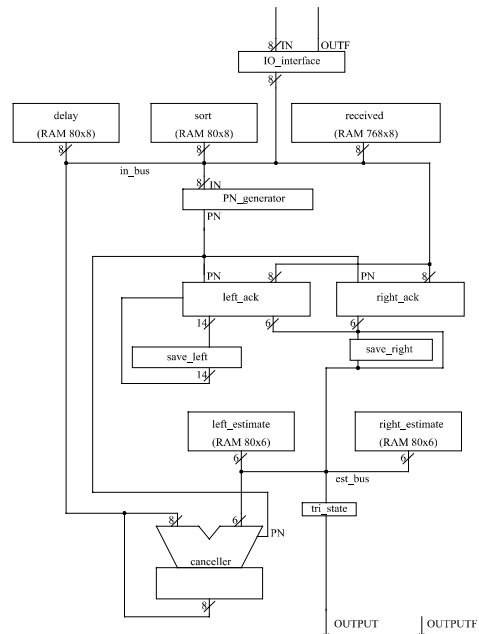 8 IN OUTF
IO_interface
8
delay
(RAM 80x8)
sort
(RAM 80x8)
received
(RAM 768x8)
8 8 8
in_bus
8 IN
PN_generator
PN
PN 8 PN 8
left_ack right_ack
14 6 6
save_left save_right
14
left_estimate
(RAM 80x6)
right_estimate
(RAM 80x6)
6 6
est_bus
tri_state
8 6
PN
canceller
8
OUTPUT OUTPUTF